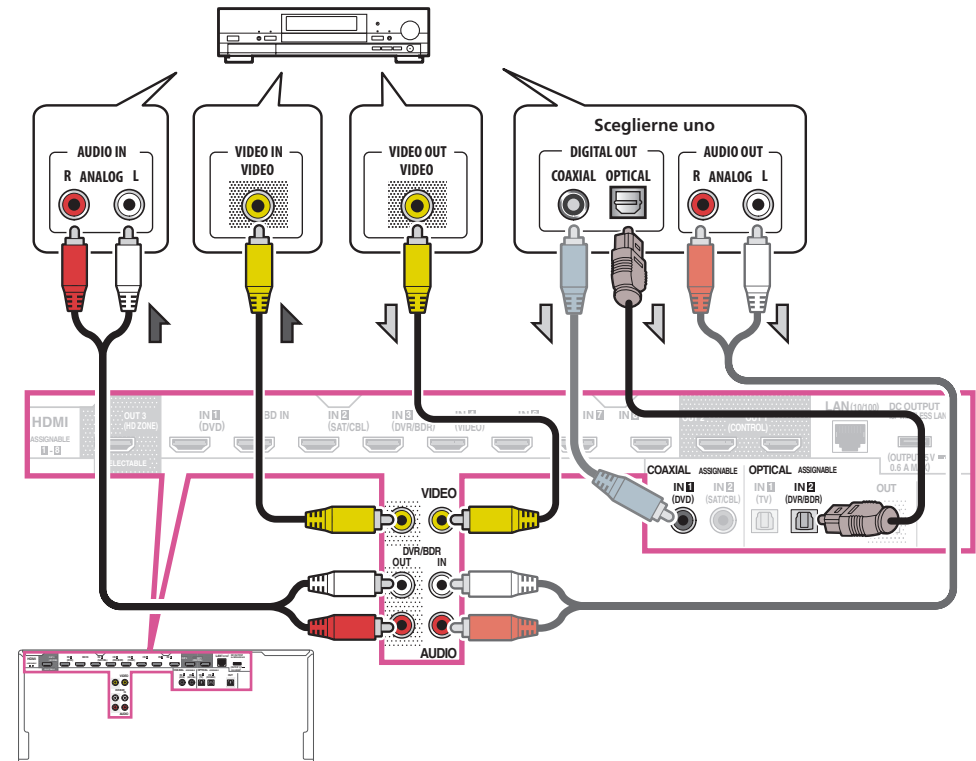 Sceglierne uno
AUDIO IN
R ANALOG L
VIDEO IN
VIDEO
VIDEO OUT
VIDEO
DIGITAL OUT
COAXIAL OPTICAL
AUDIO OUT
R ANALOG L
HDMI
ASSIGNABLE
1-8
OUT 3
(HD ZONE)
SELECTABLE
IN 1
(DVD)
BD IN
IN 2
(SAT/CBL)
IN 3
(DVR/BDR)
(VIDEO)
IN 7
(CONTROL)
LAN (10/100)
DC OUTPUT
(OUTPUT 5 V
0.6 A MAX)
COAXIAL ASSIGNABLE
IN 1
(DVD)
IN 2
(SAT/CBL)
OPTICAL ASSIGNABLE
IN 1
(TV)
IN 2
(DVR/BDR)
OUT
VIDEO
DVR/BDR
OUT IN
AUDIO